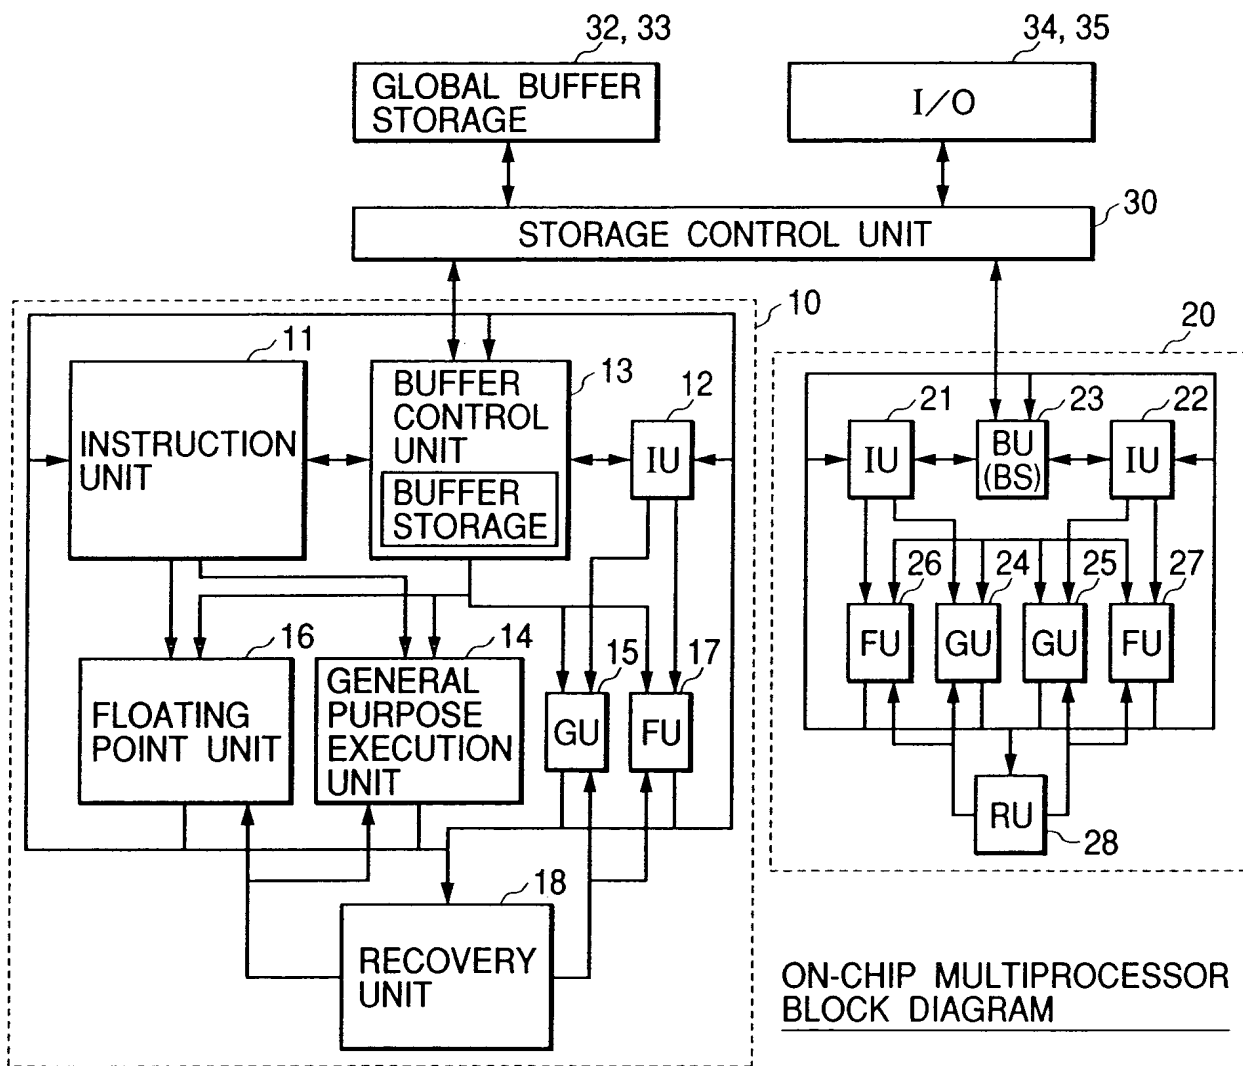 32, 33
34, 35
GLOBAL BUFFER
STORAGE
I/O
30
STORAGE CONTROL UNIT
10
20
11
13
12
BUFFER
CONTROL
UNIT
INSTRUCTION
UNIT
IU
BUFFER
STORAGE
21
23
22
IU
BU
(BS)
IU
16
14
15
17
FLOATING
POINT UNIT
GENERAL
PURPOSE
EXECUTION
UNIT
GU
FU
26
24
25
27
FU
GU
GU
FU
RU
28
18
RECOVERY
UNIT
ON-CHIP MULTIPROCESSOR
BLOCK DIAGRAM